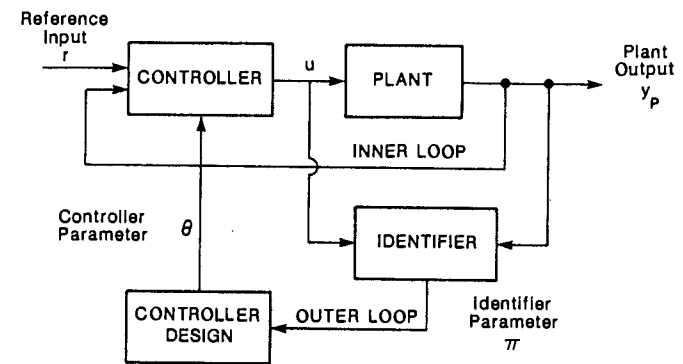 Reference
Input
r
CONTROLLER
u
PLANT
Plant
Output
y_P
INNER LOOP
Controller
Parameter
θ
IDENTIFIER
CONTROLLER
DESIGN
OUTER LOOP
Identifier
Parameter
π